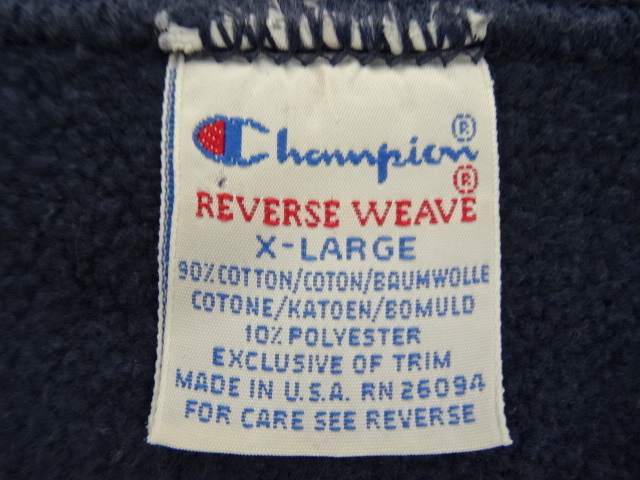 Champion ®
REVERSE WEAVE ®
X-LARGE
90% COTTON/COTON/BAUMWOLLE
COTONE/KATOEN/BOMULD
10% POLYESTER
EXCLUSIVE OF TRIM
MADE IN U.S.A. RN 26094
FOR CARE SEE REVERSE